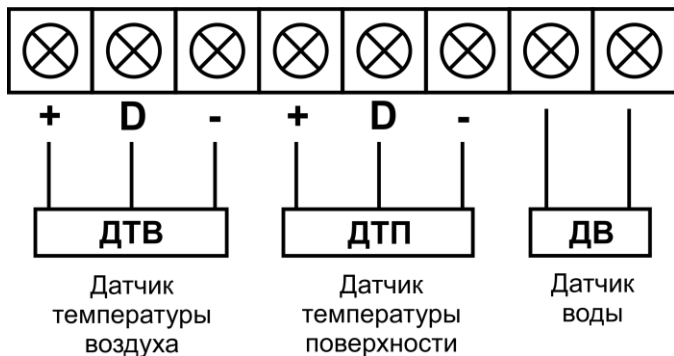 + D - + D -
ДТВ ДТП ДВ
Датчик температуры воздуха
Датчик температуры поверхности
Датчик воды